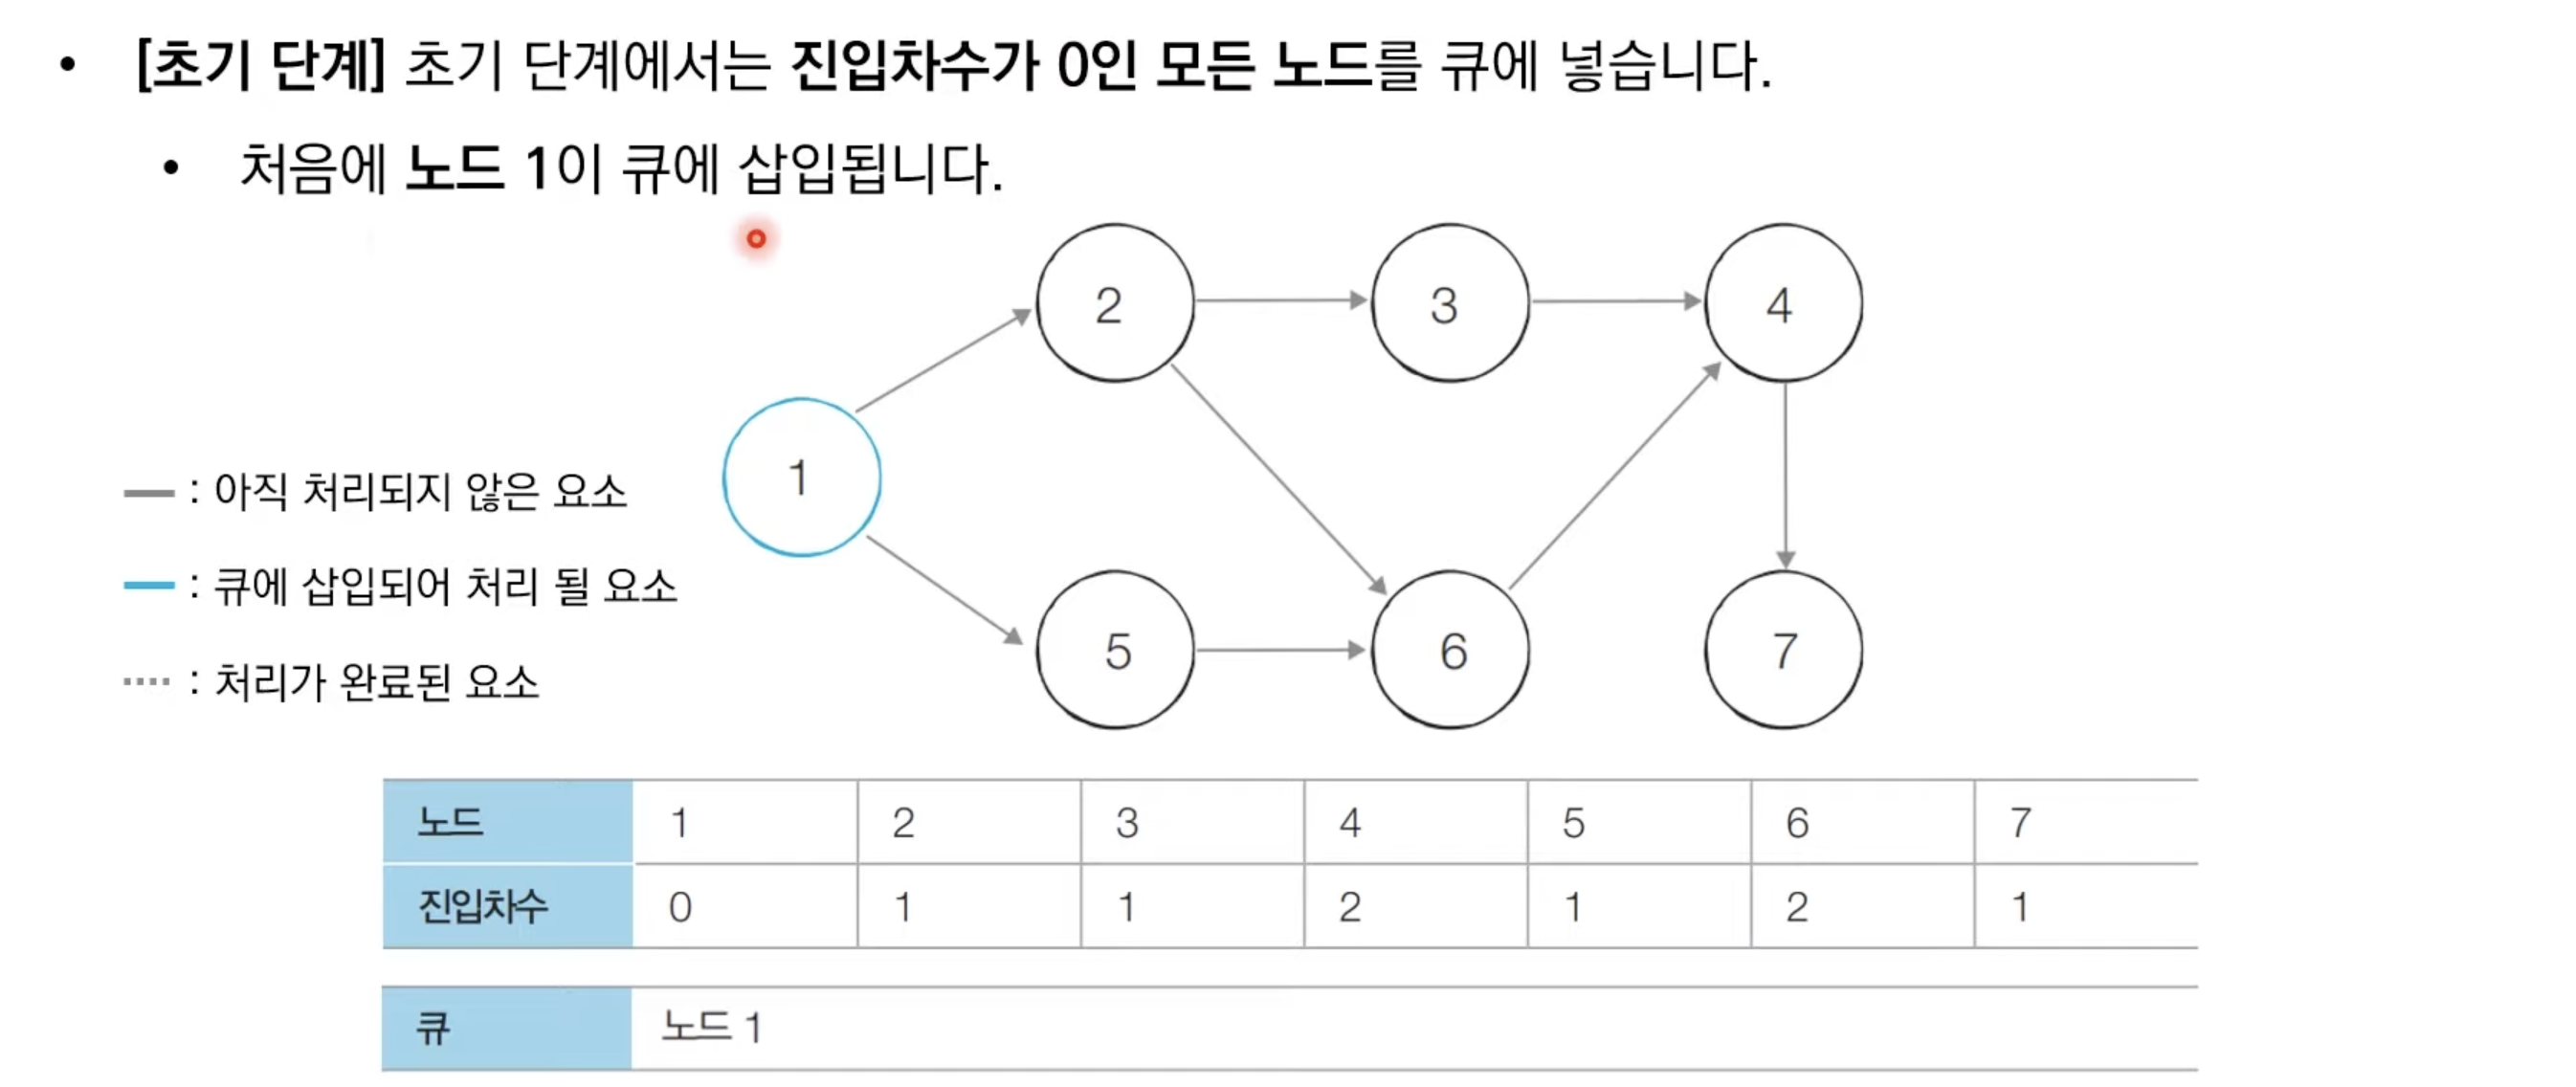 • [초기 단계] 초기 단계에서는 진입차수가 0인 모든 노드를 큐에 넣습니다.
• 처음에 노드 1이 큐에 삽입됩니다.
2 3 4
1
: 아직 처리되지 않은 요소
: 큐에 삽입되어 처리 될 요소
5 6 7
: 처리가 완료된 요소
노드 1 2 3 4 5 6 7
진입차수 0 1 1 2 1 2 1
큐 노드 1